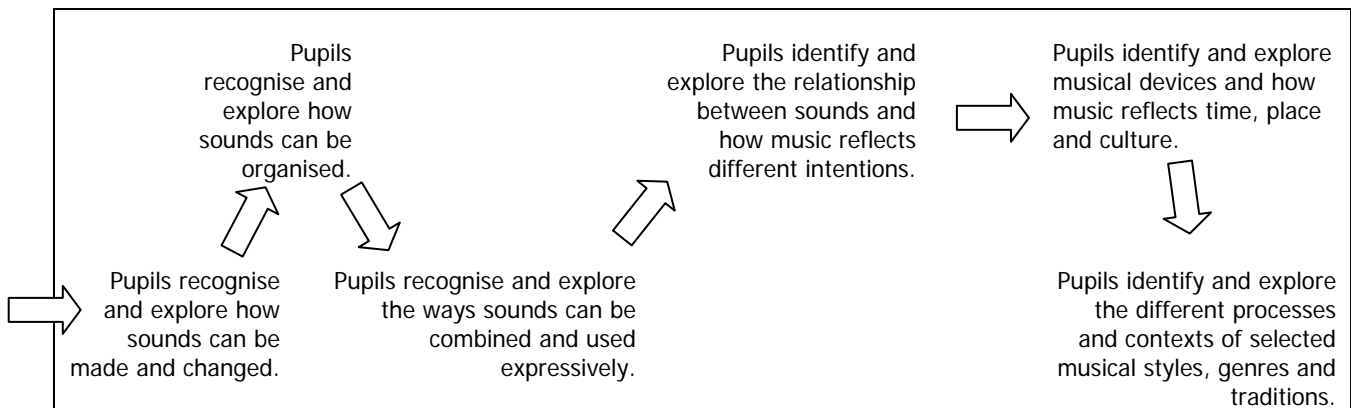 Pupils recognise
and explore how
sounds can be
made and changed.
Pupils
recognise and
explore how
sounds can be
organised.
Pupils recognise and explore
the ways sounds can be
combined and used
expressively.
Pupils identify and
explore the relationship
between sounds and
how music reflects
different intentions.
Pupils identify and explore
musical devices and how
music reflects time, place
and culture.
Pupils identify and explore
the different processes
and contexts of selected
musical styles, genres and
traditions.